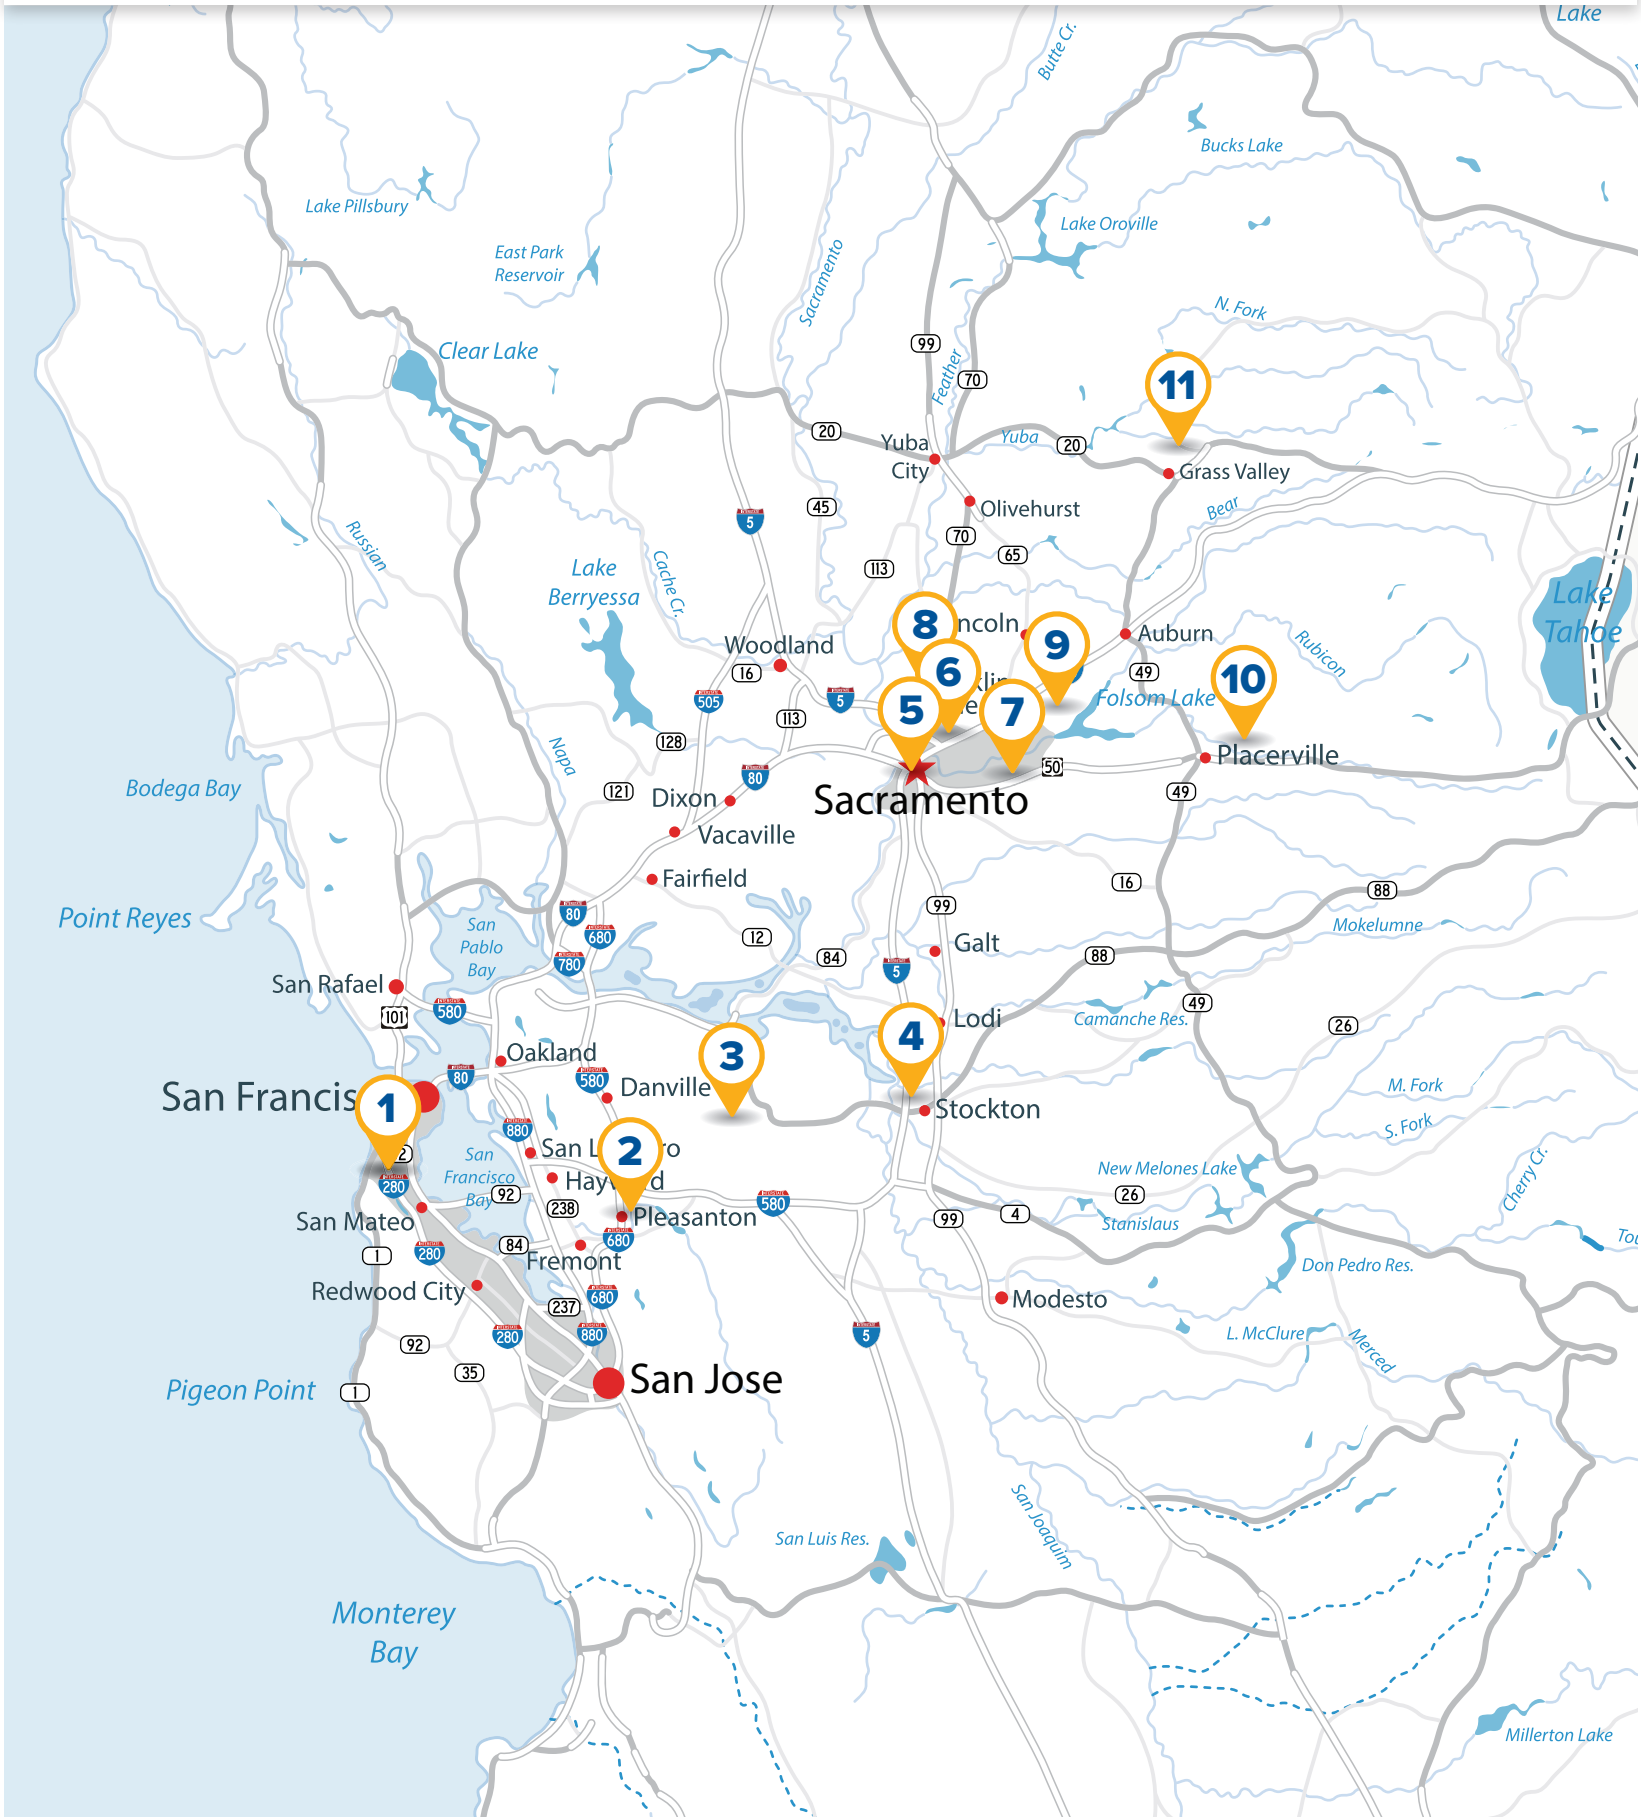 Lake
Butte Cr.
Bucks Lake
Lake Pillsbury
Lake Oroville
East Park
Reservoir
Sacramento
N. Fork
99
Clear Lake
Feather
70
11
20
Yuba
City
Yuba
20
Grass Valley
45
Olivehurst
Bear
5
Russian
70
65
113
Cache Cr.
Lake
Berryessa
Lake
Tahoe
8
ncoln
9
Auburn
Rubicon
Woodland
16
6
klin
49
10
505
5
113
5
7
Folsom Lake
128
Napa
80
50
Placerville
121
Dixon
Sacramento
49
Bodega Bay
Vacaville
Fairfield
16
88
80
99
Point Reyes
San
Pablo
Bay
680
12
Galt
Mokelumne
780
84
5
88
San Rafael
580
101
49
Lodi
Camanche Res.
26
4
3
Oakland
80
580
Danville
San Francis
1
M. Fork
Stockton
880
S. Fork
San L
ro
2
San
Francisco
Bay
New Melones Lake
Cherry Cr.
2
280
92
Hayw
d
580
26
238
San Mateo
Pleasanton
99
4
Stanislaus
1
280
84
680
Fremont
Tou
Don Pedro Res.
Redwood City
680
237
Modesto
92
280
880
5
L. McClure
Merced
35
Pigeon Point
1
San Jose
San Joaquin
San Luis Res.
Monterey
Bay
Millerton Lake